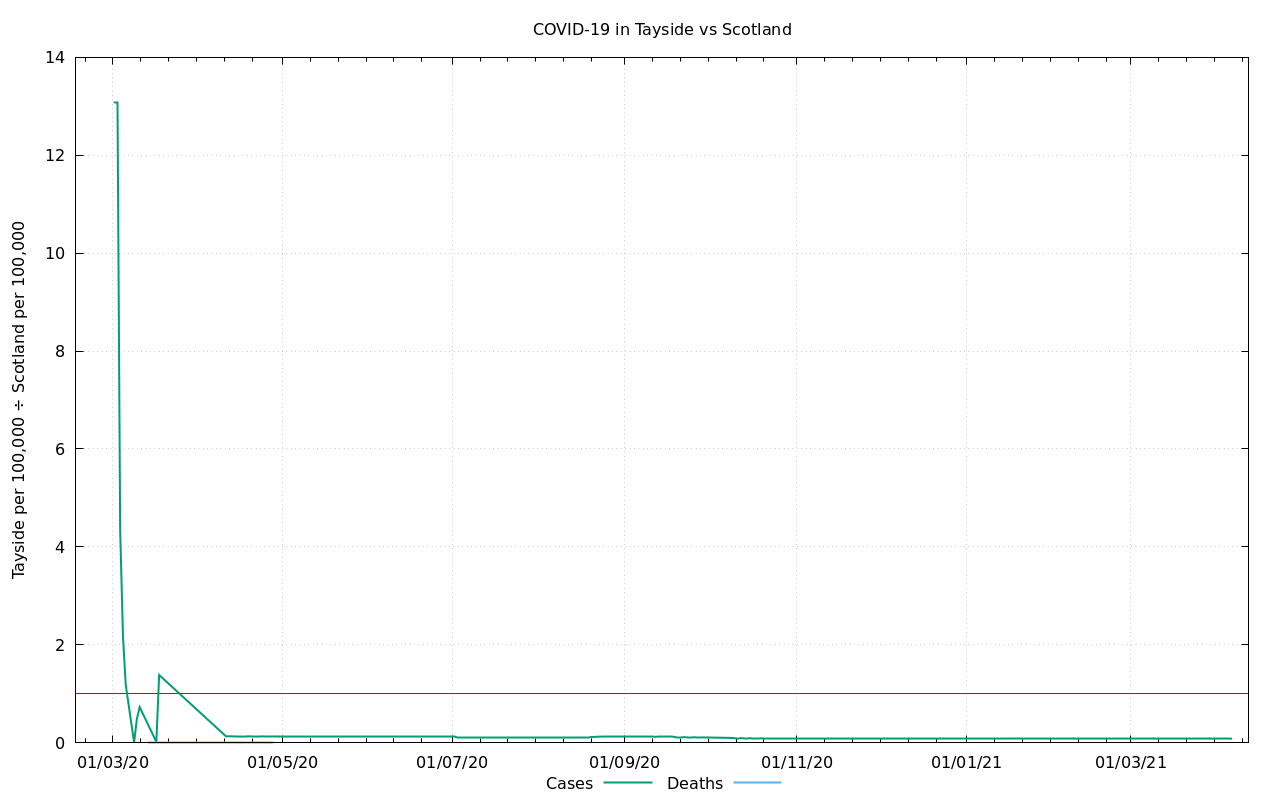 COVID-19 in Tayside vs Scotland
Tayside per 100,000 ÷ Scotland per 100,000
14
12
10
8
6
4
2
0
01/03/20 01/05/20 01/07/20 01/09/20 01/11/20 01/01/21 01/03/21
Cases Deaths